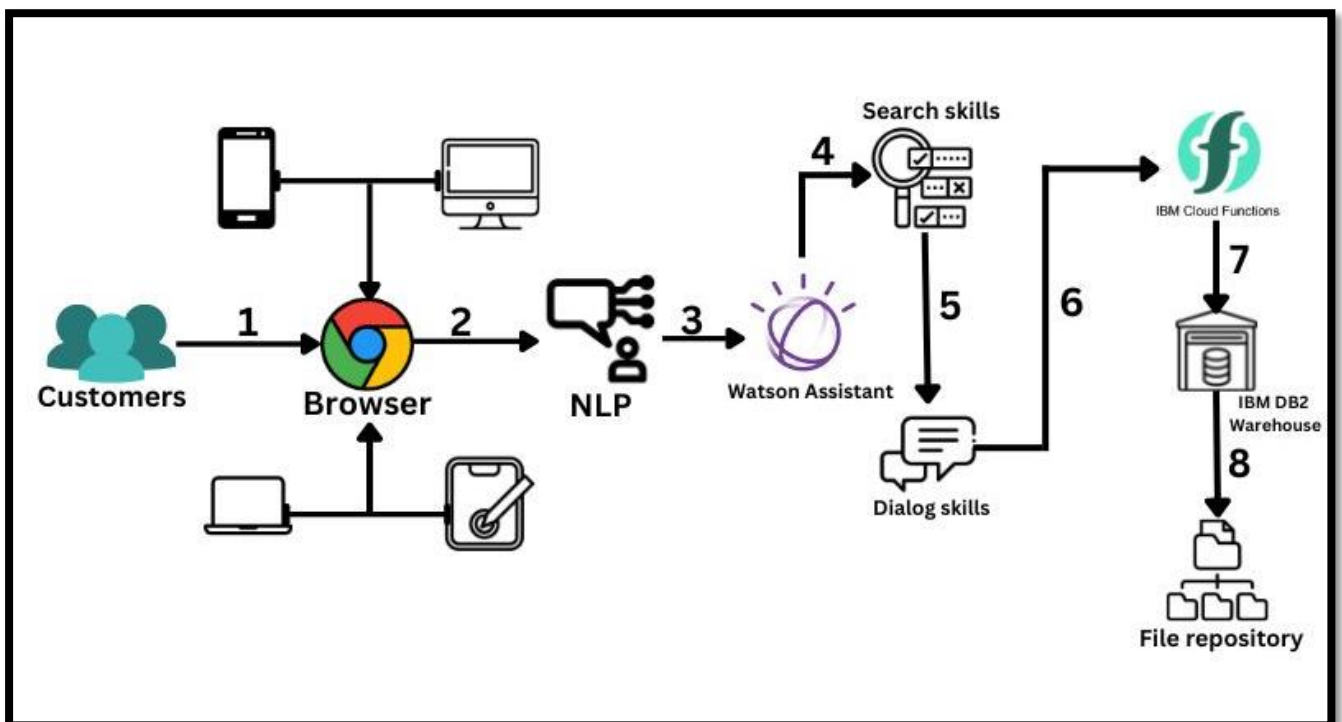 Search skills
4
IBM Cloud Functions
7
1
2
3
5
6
Customers
Browser
NLP
Watson Assistant
IBM DB2
Warehouse
8
Dialog skills
File repository